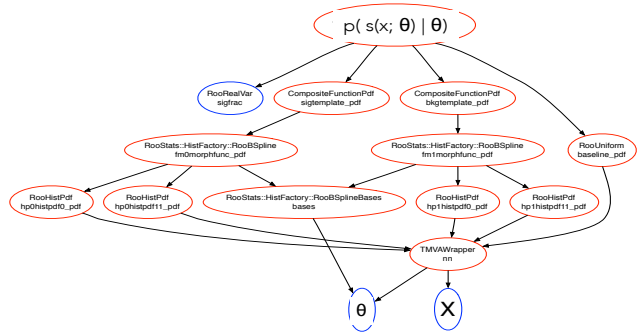 p( s(x; θ) | θ)
RooRealVar
sigfrac
CompositeFunctionPdf
sigtemplate_pdf
CompositeFunctionPdf
bkgtemplate_pdf
RooStats::HistFactory::RooBSpline
fm0morphfunc_pdf
RooStats::HistFactory::RooBSpline
fm1morphfunc_pdf
RooUniform
baseline_pdf
RooHistPdf
hp0histpdf0_pdf
RooHistPdf
hp0histpdf11_pdf
RooStats::HistFactory::RooBSplineBases
bases
RooHistPdf
hp1histpdf0_pdf
RooHistPdf
hp1histpdf11_pdf
TMVAWrapper
nn
θ
x